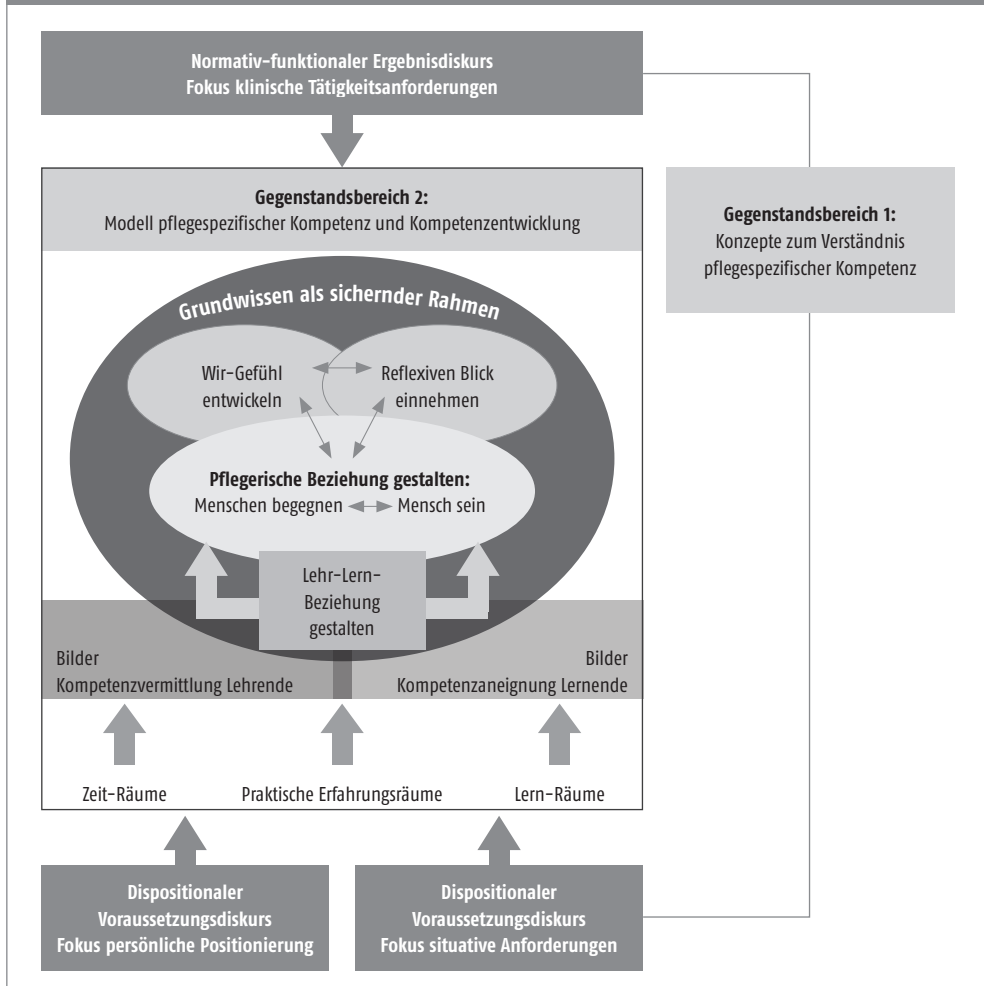 Normativ-funktionaler Ergebnisdiskurs
Fokus klinische Tätigkeitsanforderungen
Gegenstandsbereich 2:
Modell pflegespezifischer Kompetenz und Kompetenzentwicklung
Gegenstandsbereich 1:
Konzepte zum Verständnis
pflegespezifischer Kompetenz
Grundwissen als sichernder Rahmen
Wir-Gefühl
entwickeln
Reflexiven Blick
einnehmen
Pflegerische Beziehung gestalten:
Menschen begegnen Mensch sein
Lehr-Lern-
Beziehung
gestalten
Bilder
Kompetenzvermittlung Lehrende
Bilder
Kompetenzaneignung Lernende
Zeit-Räume
Praktische Erfahrungsräume
Lern-Räume
Dispositionaler
Voraussetzungsdiskurs
Fokus persönliche Positionierung
Dispositionaler
Voraussetzungsdiskurs
Fokus situative Anforderungen